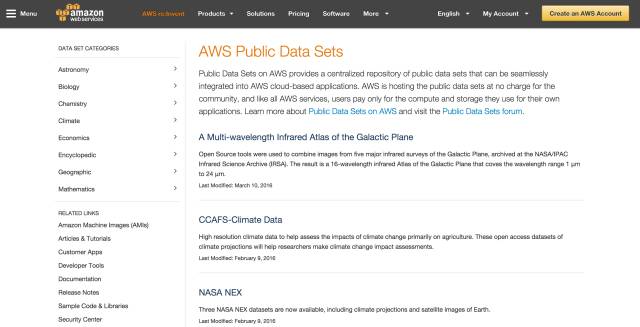 Menu
amazon
web services
AWS re:Invent
Products
Solutions
Pricing
Software
More
English
My Account
Create an AWS Account
DATA SET CATEGORIES
Astronomy
Biology
Chemistry
Climate
Economics
Encyclopedic
Geographic
Mathematics
RELATED LINKS
Amazon Machine Images (AMIs)
Articles & Tutorials
Customer Apps
Developer Tools
Documentation
Release Notes
Sample Code & Libraries
Security Center
AWS Public Data Sets
Public Data Sets on AWS provides a centralized repository of public data sets that can be seamlessly
integrated into AWS cloud-based applications. AWS is hosting the public data sets at no charge for the
community, and like all AWS services, users pay only for the compute and storage they use for their own
applications. Learn more about Public Data Sets on AWS and visit the Public Data Sets forum.
A Multi-wavelength Infrared Atlas of the Galactic Plane
Open Source tools were used to combine images from five major infrared surveys of the Galactic Plane, archived at the NASA/IPAC
Infrared Science Archive (IRSA). The result is a 16-wavelength infrared Atlas of the Galactic Plane that coves the wavelength range 1 µm
to 24 µm.
Last Modified: March 10, 2016
CCAFS-Climate Data
High resolution climate data to help assess the impacts of climate change primarily on agriculture. These open access datasets of
climate projections will help researchers make climate change impact assessments.
Last Modified: February 9, 2016
NASA NEX
Three NASA NEX datasets are now available, including climate projections and satellite images of Earth.
Last Modified: February 9, 2016